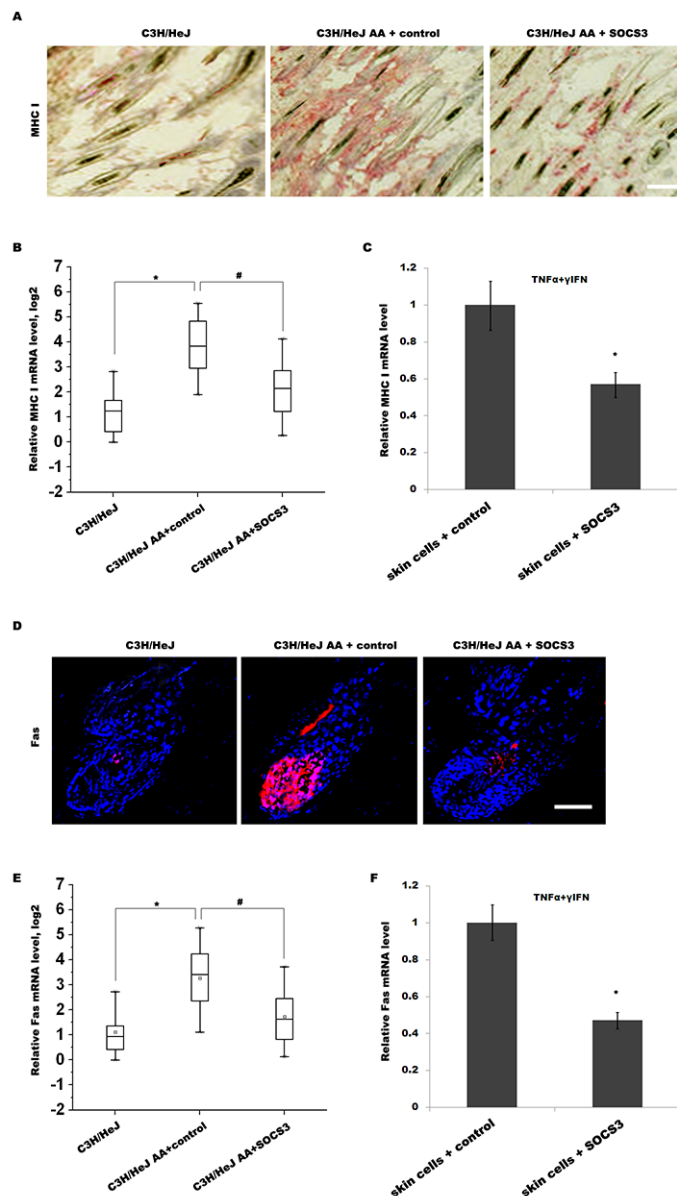 A
C3H/HeJ
C3H/HeJ AA + control
C3H/HeJ AA + SOCS3
MHC I
B
Relative MHC I mRNA level, log2
7
6
5
4
3
2
1
0
-1
-2
*
#
C3H/HeJ
C3H/HeJ AA+control
C3H/HeJ AA+SOCS3
C
Relative MHC I mRNA level
1.2
1
0.8
0.6
0.4
0.2
0
TNFα+γIFN
*
skin cells + control
skin cells + SOCS3
D
C3H/HeJ
C3H/HeJ AA + control
C3H/HeJ AA + SOCS3
Fas
E
Relative Fas mRNA level, log2
7
6
5
4
3
2
1
0
-1
-2
*
#
C3H/HeJ
C3H/HeJ AA+control
C3H/HeJ AA+SOCS3
F
Relative Fas mRNA level
1.2
1
0.8
0.6
0.4
0.2
0
TNFα+γIFN
*
skin cells + control
skin cells + SOCS3